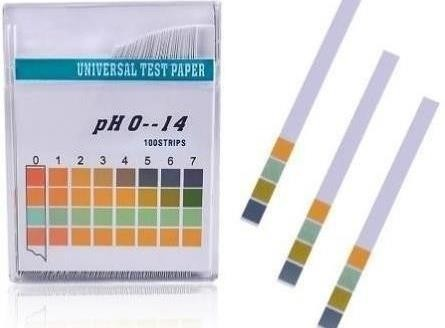 UNIVERSAL TEST PAPER
pH 0--14
100STRIPS
0 1 2 3 4 5 6 7